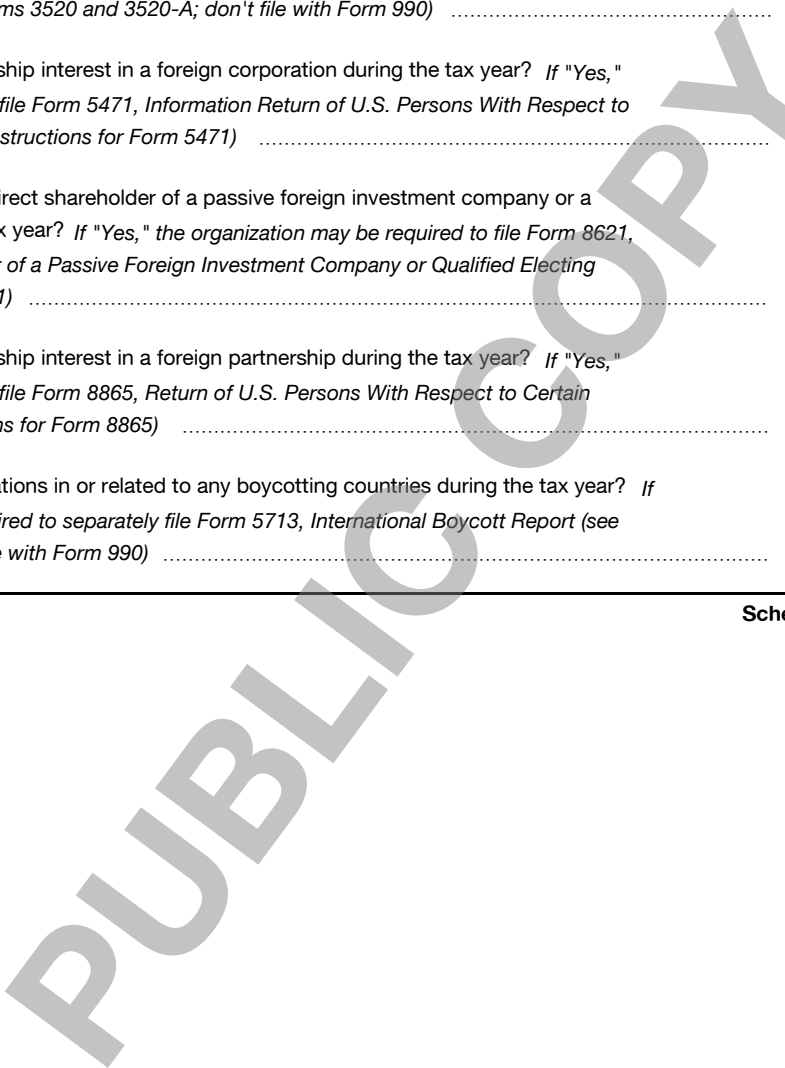 ms 3520 and 3520-A; don't file with Form 990)
ship interest in a foreign corporation during the tax year? If "Yes,"
file Form 5471, Information Return of U.S. Persons With Respect to
structions for Form 5471)
irect shareholder of a passive foreign investment company or a
x year? If "Yes," the organization may be required to file Form 8621,
of a Passive Foreign Investment Company or Qualified Electing
1)
ship interest in a foreign partnership during the tax year? If "Yes,"
file Form 8865, Return of U.S. Persons With Respect to Certain
ns for Form 8865)
ations in or related to any boycotting countries during the tax year? If
ired to separately file Form 5713, International Boycott Report (see
e with Form 990)
Sche
PUBLIC COPY